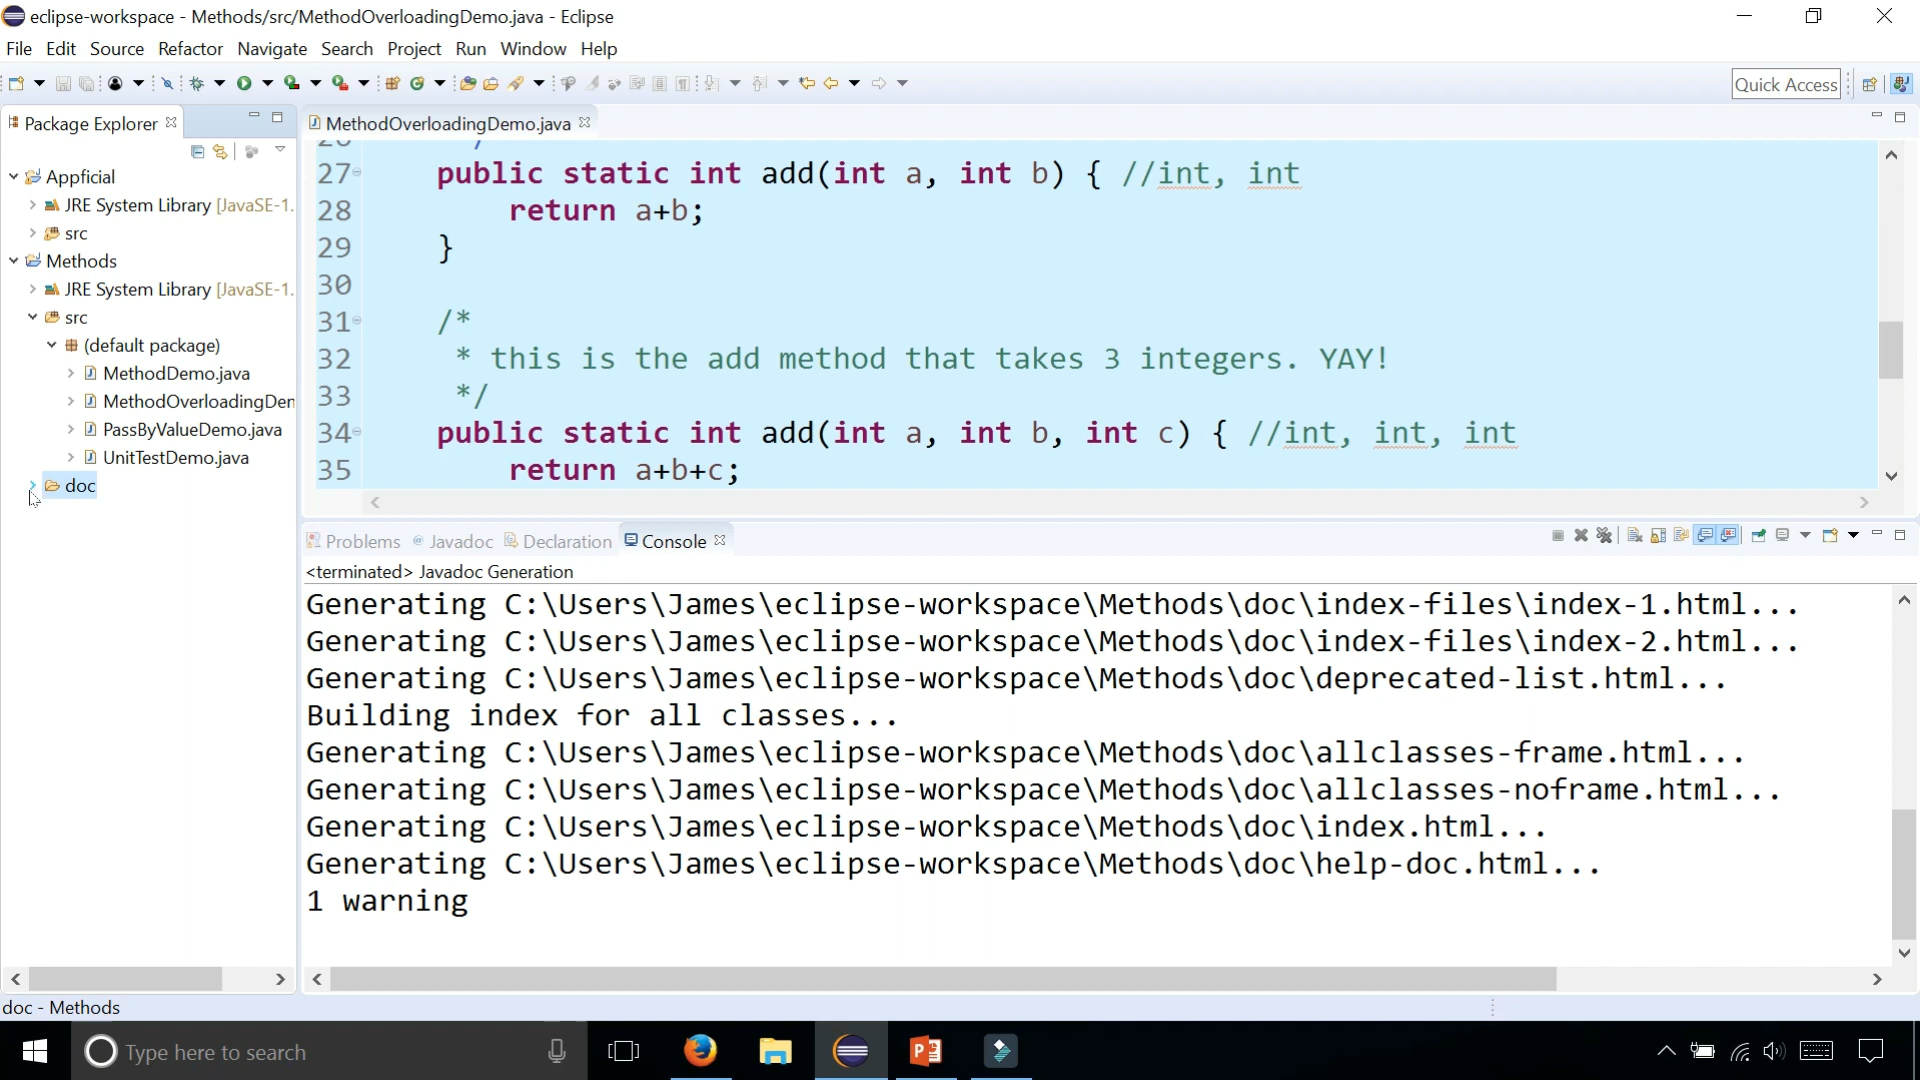 eclipse-workspace - Methods/src/MethodOverloadingDemo.java - Eclipse
File Edit Source Refactor Navigate Search Project Run Window Help
Quick Access
Package Explorer
MethodOverloadingDemo.java
Appficial
JRE System Library [JavaSE-1.
src
Methods
JRE System Library [JavaSE-1.
src
(default package)
MethodDemo.java
MethodOverloadingDem
PassByValueDemo.java
UnitTestDemo.java
doc
27 public static int add(int a, int b) { //int, int
28 return a+b;
29 }
30
31 /*
32 * this is the add method that takes 3 integers. YAY!
33 */
34 public static int add(int a, int b, int c) { //int, int, int
35 return a+b+c;
Problems @ Javadoc Declaration Console
<terminated> Javadoc Generation
Generating C:\Users\James\eclipse-workspace\Methods\doc\index-files\index-1.html...
Generating C:\Users\James\eclipse-workspace\Methods\doc\index-files\index-2.html...
Generating C:\Users\James\eclipse-workspace\Methods\doc\deprecated-list.html...
Building index for all classes...
Generating C:\Users\James\eclipse-workspace\Methods\doc\allclasses-frame.html...
Generating C:\Users\James\eclipse-workspace\Methods\doc\allclasses-noframe.html...
Generating C:\Users\James\eclipse-workspace\Methods\doc\index.html...
Generating C:\Users\James\eclipse-workspace\Methods\doc\help-doc.html...
1 warning
doc - Methods
Type here to search